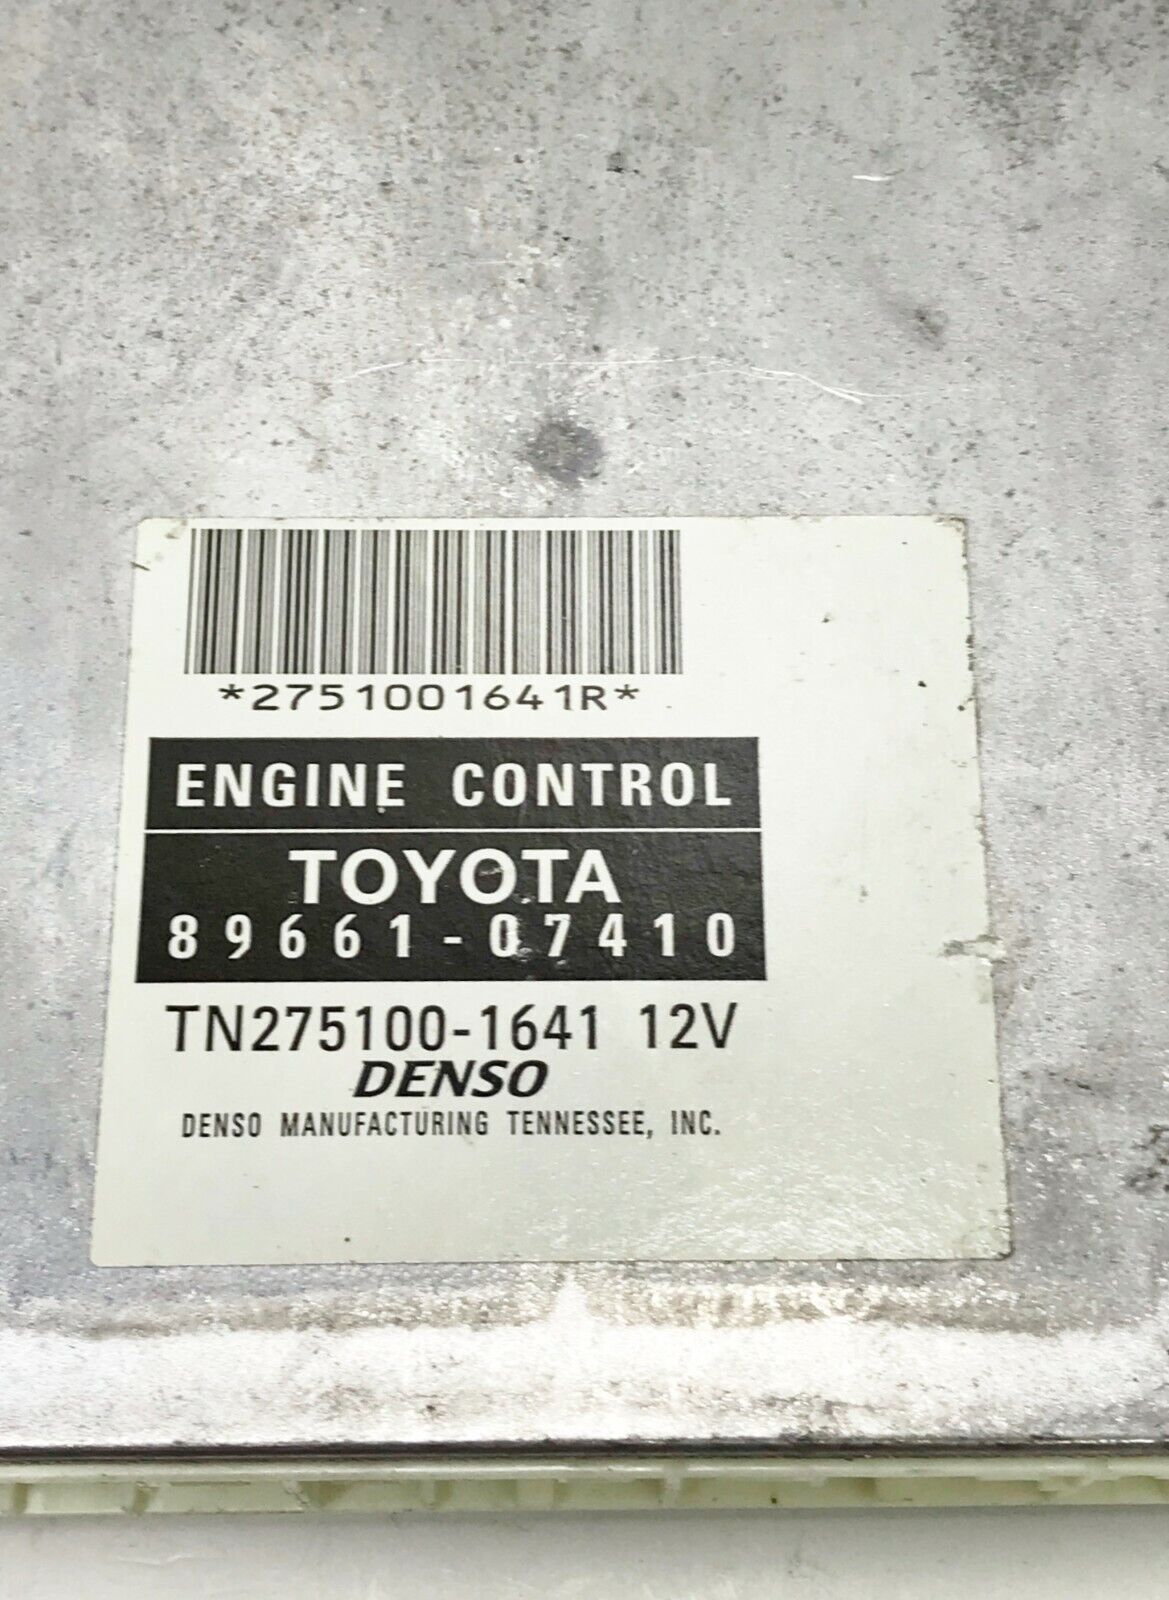 *2751001641R*
ENGINE CONTROL
TOYOTA
89661-07410
TN275100-1641 12V
DENSO
DENSO MANUFACTURING TENNESSEE, INC.